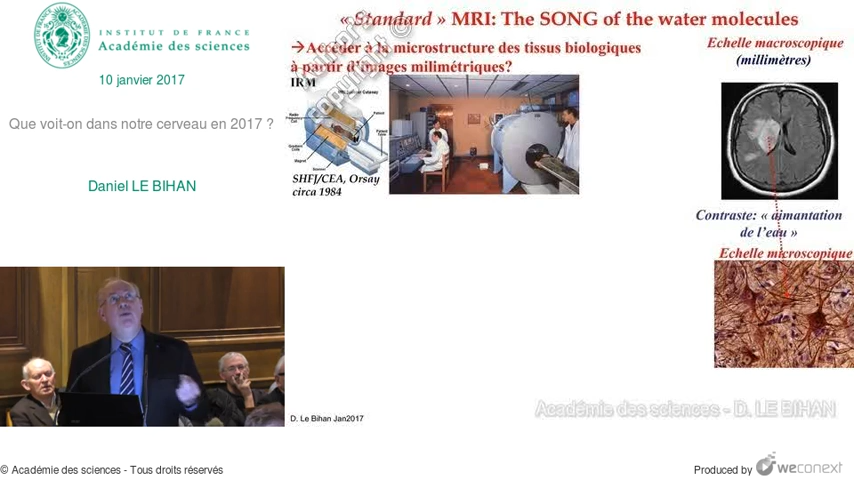 INSTITUT DE FRANCE
Académie des sciences
10 janvier 2017
Que voit-on dans notre cerveau en 2017 ?
Daniel LE BIHAN
« Standard » MRI: The SONG of the water molecules
→Accéder à la microstructure des tissus biologiques
à partir d'images milimétriques?
IRM
SHFJ/CEA, Orsay
circa 1984
Echelle macroscopique
(millimètres)
Contraste: « aimantation
de l'eau »
Echelle microscopique
D. Le Bihan Jan2017
Académie des sciences - D. LE BIHAN
© Académie des sciences - Tous droits réservés
Produced by weconext